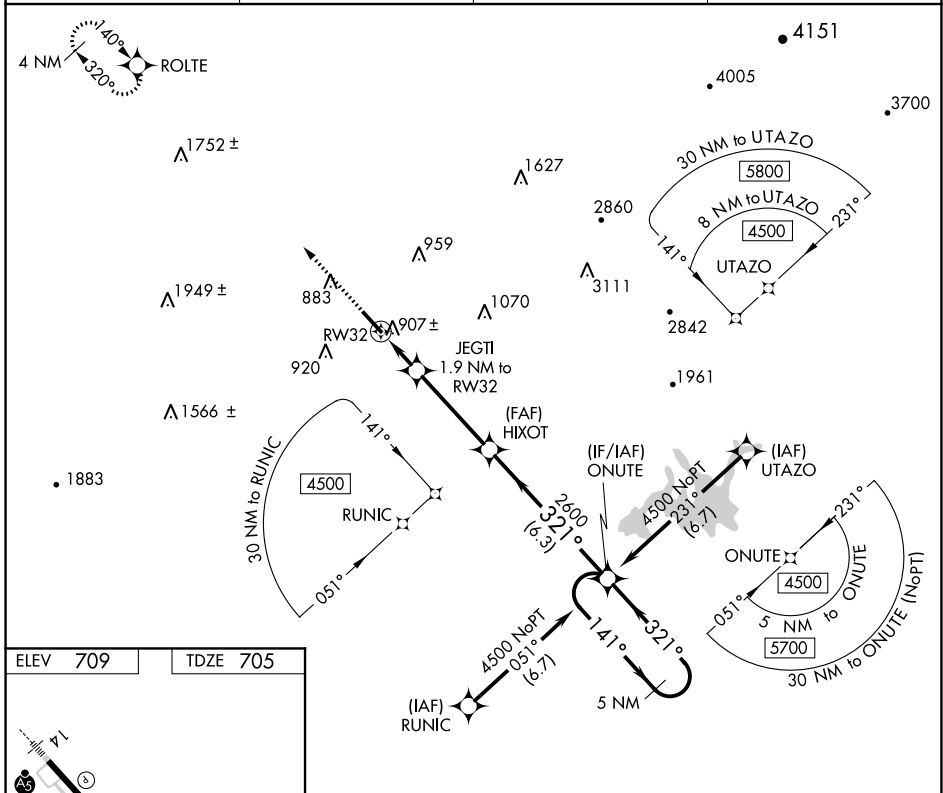 4151
140°
4 NM
320°
ROLTE
4005
3700
1752 ±
1627
30 NM to UTAZO
5800
8 NM to UTAZO
4500
231°
141°
UTAZO
2860
959
3111
883
1949 ±
1070
2842
RW32
907 ±
920
JEGTI
1.9 NM to
RW32
1961
1566 ±
(FAF)
HIXOT
141°
30 NM to RUNIC
4500
RUNIC
051°
1883
(IF/IAF)
ONUTE
(IAF)
UTAZO
4500 NoPT
231°
(6.7)
2600
321°
(6.3)
231°
ONUTE
4500
051°
5 NM to ONUTE
5700
30 NM to ONUTE (NoPT)
141°
321°
5 NM
4500 NoPT
051°
(6.7)
(IAF)
RUNIC
ELEV 709
TDZE 705
14
A5
P